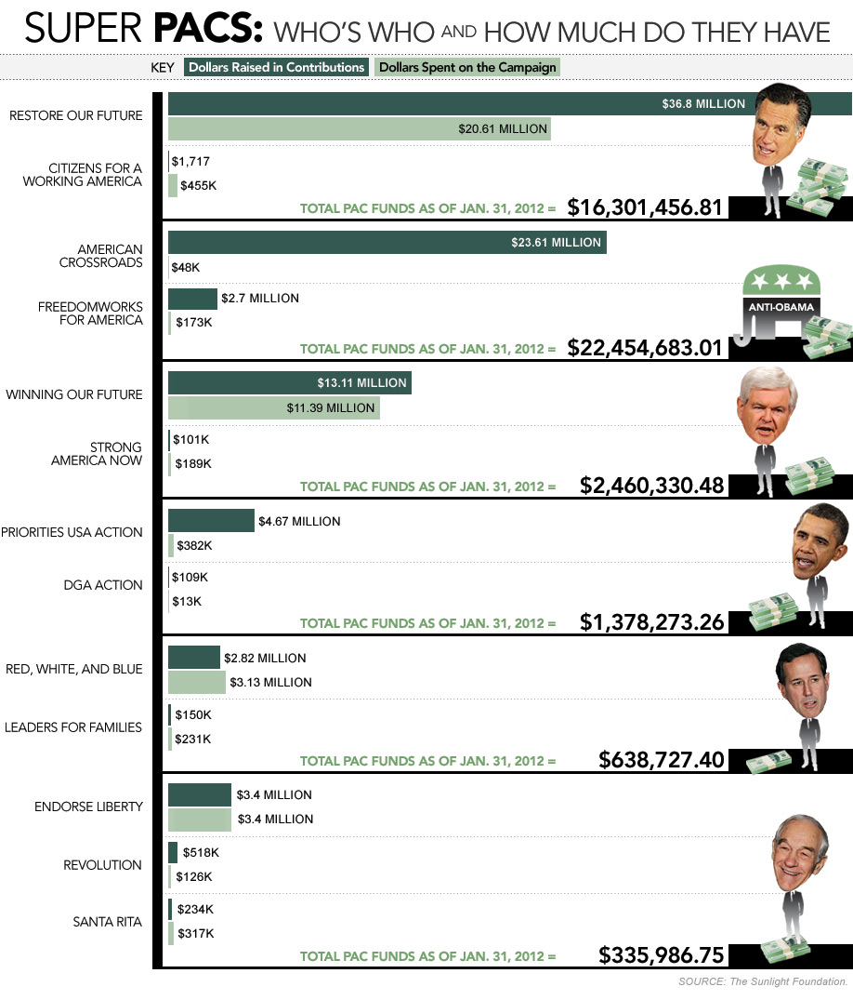 SUPER PACS: WHO'S WHO AND HOW MUCH DO THEY HAVE
KEY Dollars Raised in Contributions Dollars Spent on the Campaign
RESTORE OUR FUTURE
$36.8 MILLION
$20.61 MILLION
CITIZENS FOR A
WORKING AMERICA
$1,717
$455K
TOTAL PAC FUNDS AS OF JAN. 31, 2012 = $16,301,456.81
AMERICAN
CROSSROADS
$23.61 MILLION
$48K
FREEDOMWORKS
FOR AMERICA
$2.7 MILLION
$173K
ANTI-OBAMA
TOTAL PAC FUNDS AS OF JAN. 31, 2012 = $22,454,683.01
WINNING OUR FUTURE
$13.11 MILLION
$11.39 MILLION
STRONG
AMERICA NOW
$101K
$189K
TOTAL PAC FUNDS AS OF JAN. 31, 2012 = $2,460,330.48
PRIORITIES USA ACTION
$4.67 MILLION
$382K
DGA ACTION
$109K
$13K
TOTAL PAC FUNDS AS OF JAN. 31, 2012 = $1,378,273.26
RED, WHITE, AND BLUE
$2.82 MILLION
$3.13 MILLION
LEADERS FOR FAMILIES
$150K
$231K
TOTAL PAC FUNDS AS OF JAN. 31, 2012 = $638,727.40
ENDORSE LIBERTY
$3.4 MILLION
$3.4 MILLION
REVOLUTION
$518K
$126K
SANTA RITA
$234K
$317K
TOTAL PAC FUNDS AS OF JAN. 31, 2012 = $335,986.75
SOURCE: The Sunlight Foundation.